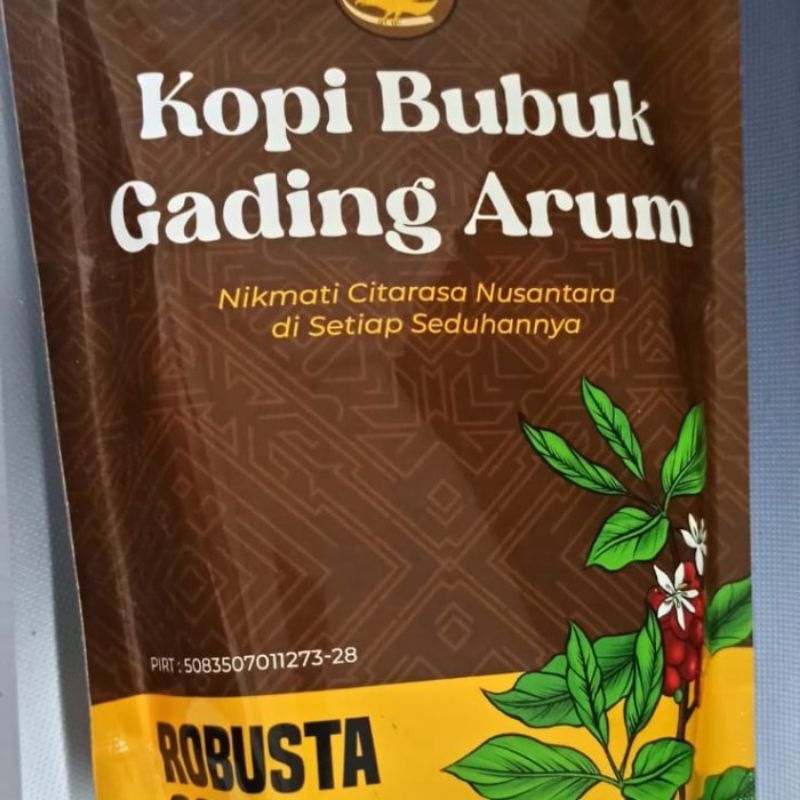 Kopi Bubuk
Gading Arum
Nikmati Citarasa Nusantara
di Setiap Seduhannya
PIRT : 5083507011273-28
ROBUSTA